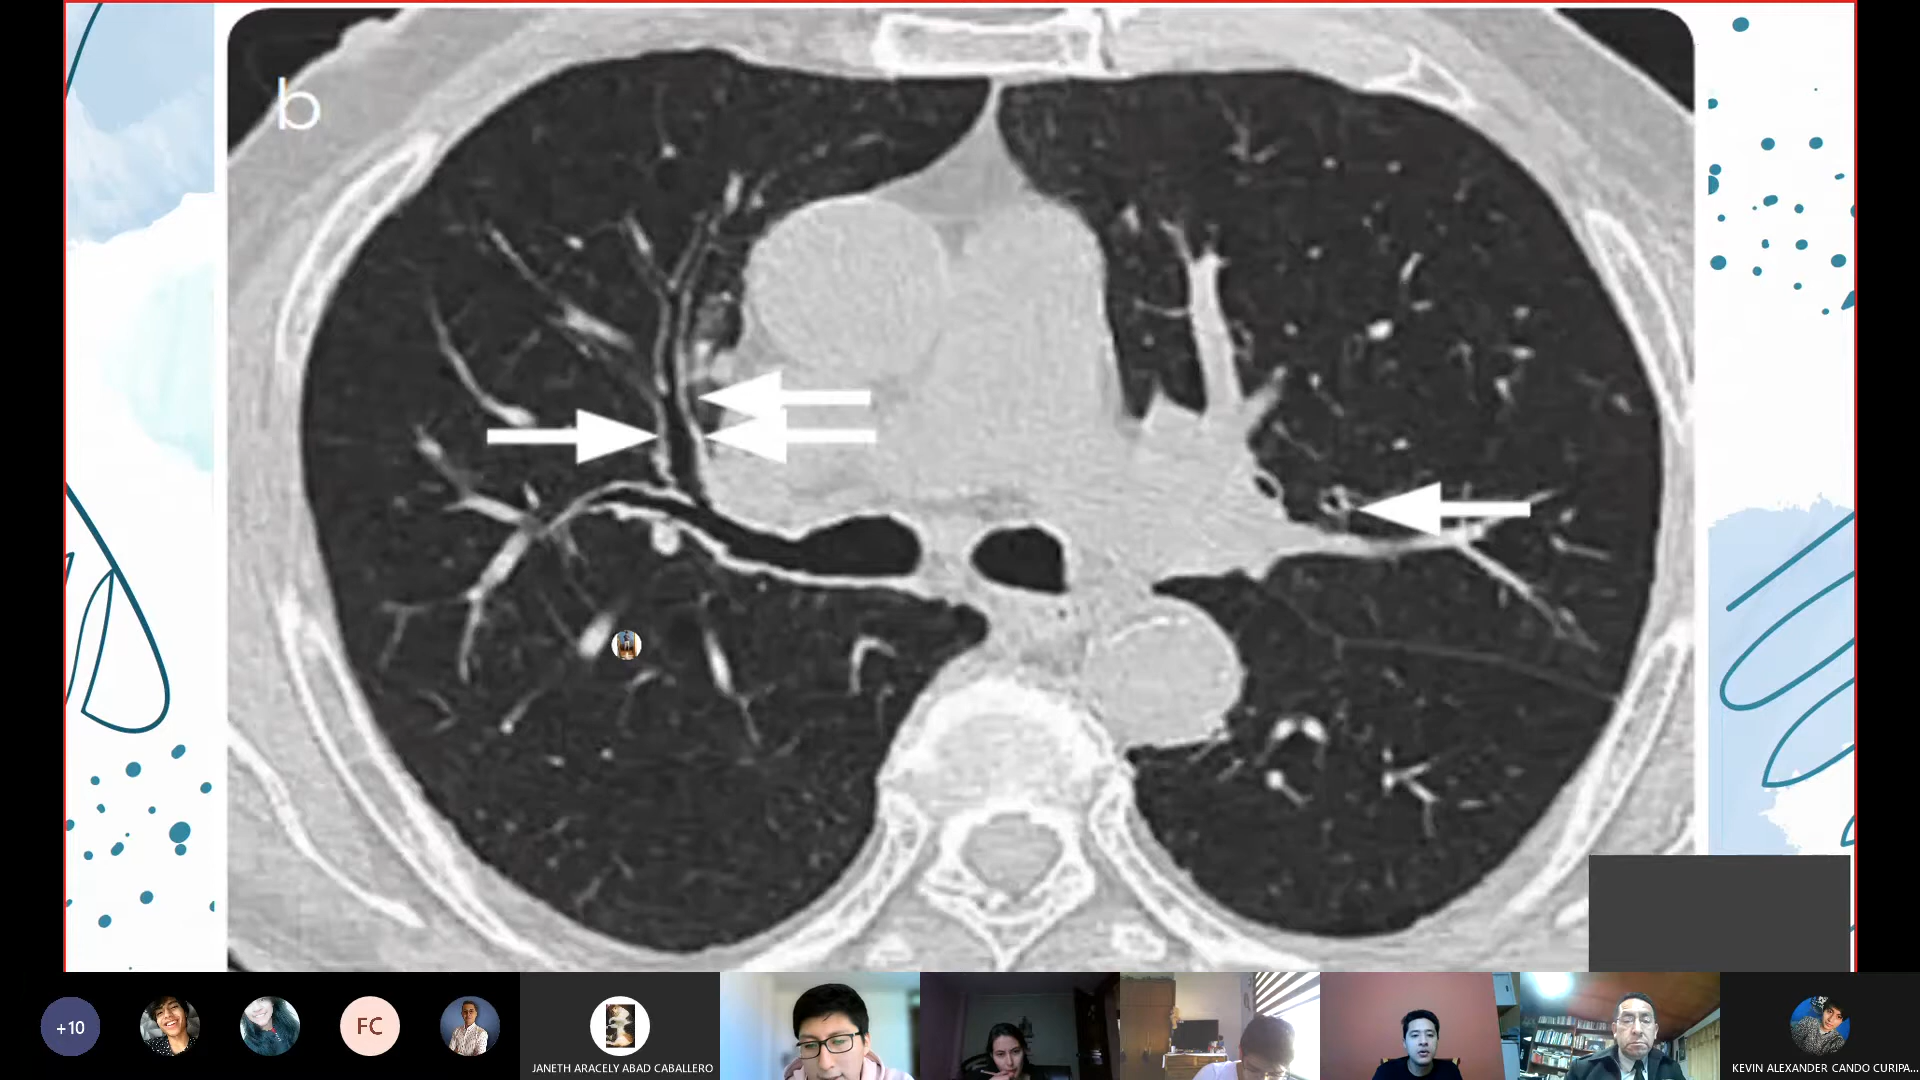 b
+10
FC
JANETH ARACELY ABAD CABALLERO
KEVIN ALEXANDER CANDO CURIPA...